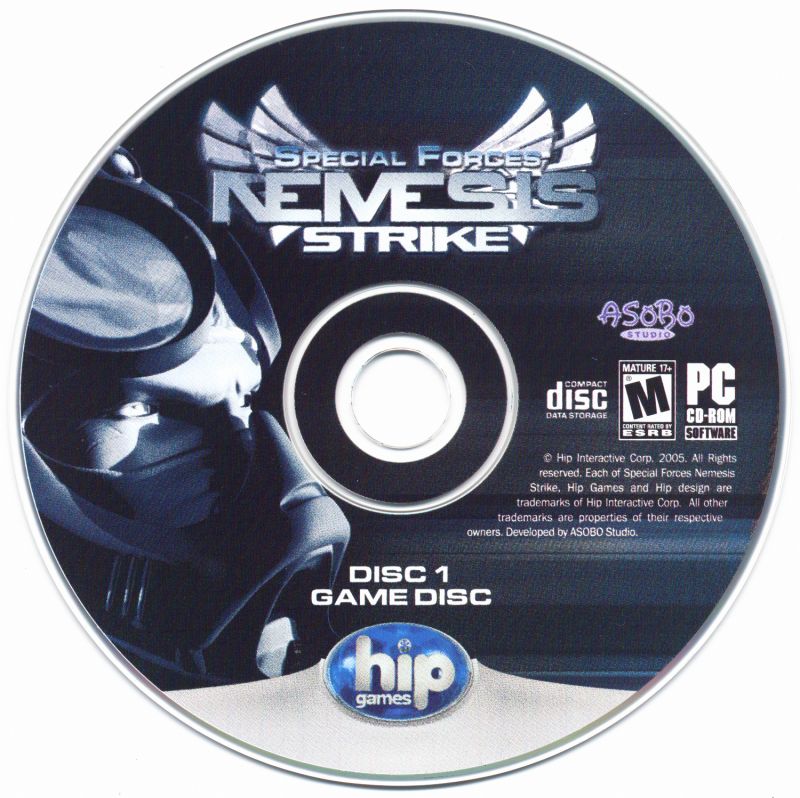 SPECIAL FORCES
NEMESIS
STRIKE
ASOBO
STUDIO
COMPACT
disc
DATA STORAGE
MATURE 17+
M
®
CONTENT RATED BY
ESRB
PC
CD-ROM
SOFTWARE
© Hip Interactive Corp. 2005. All Rights
reserved. Each of Special Forces Nemesis
Strike, Hip Games and Hip design are
trademarks of Hip Interactive Corp. All other
trademarks are properties of their respective
owners. Developed by ASOBO Studio.
DISC 1
GAME DISC
hip
games